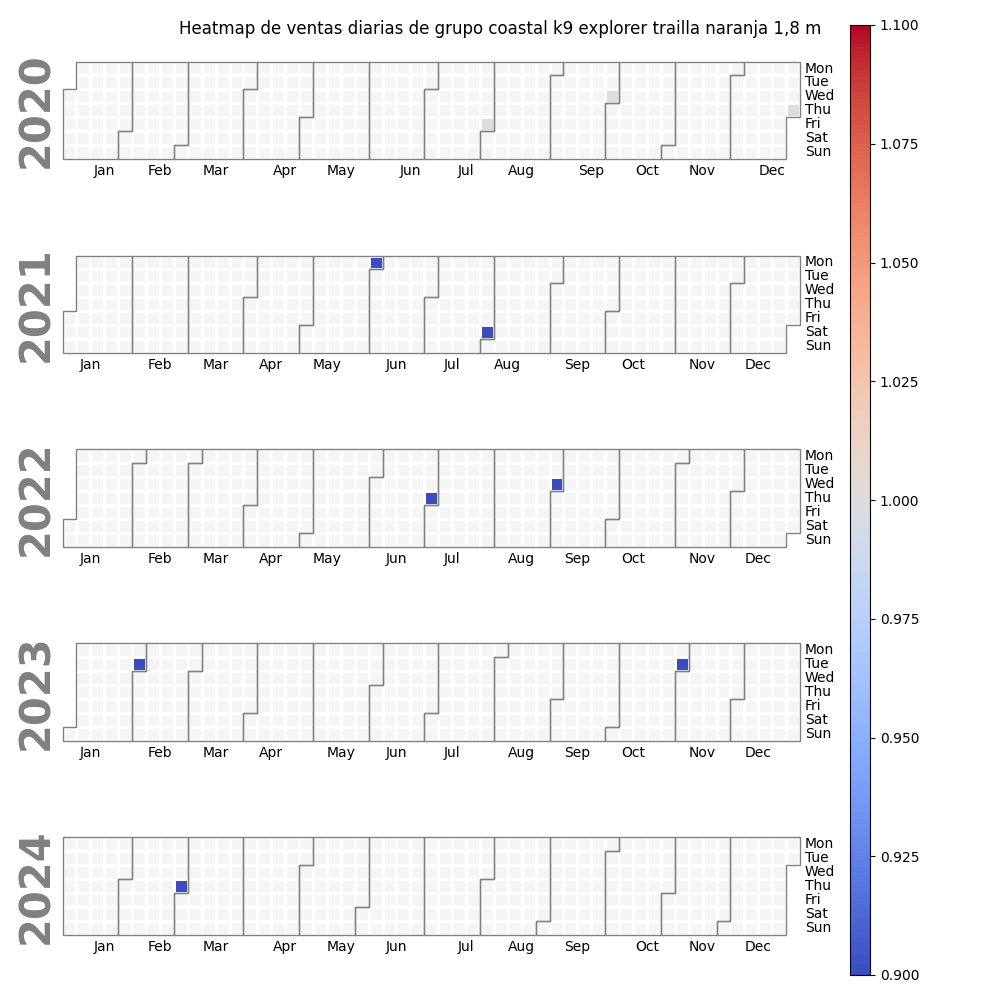 Heatmap de ventas diarias de grupo coastal k9 explorer trailla naranja 1,8 m
2020
Mon
Tue
Wed
Thu
Fri
Sat
Sun
Jan Feb Mar Apr May Jun Jul Aug Sep Oct Nov Dec
2021
Mon
Tue
Wed
Thu
Fri
Sat
Sun
Jan Feb Mar Apr May Jun Jul Aug Sep Oct Nov Dec
2022
Mon
Tue
Wed
Thu
Fri
Sat
Sun
Jan Feb Mar Apr May Jun Jul Aug Sep Oct Nov Dec
2023
Mon
Tue
Wed
Thu
Fri
Sat
Sun
Jan Feb Mar Apr May Jun Jul Aug Sep Oct Nov Dec
2024
Mon
Tue
Wed
Thu
Fri
Sat
Sun
Jan Feb Mar Apr May Jun Jul Aug Sep Oct Nov Dec
1.100
1.075
1.050
1.025
1.000
0.975
0.950
0.925
0.900